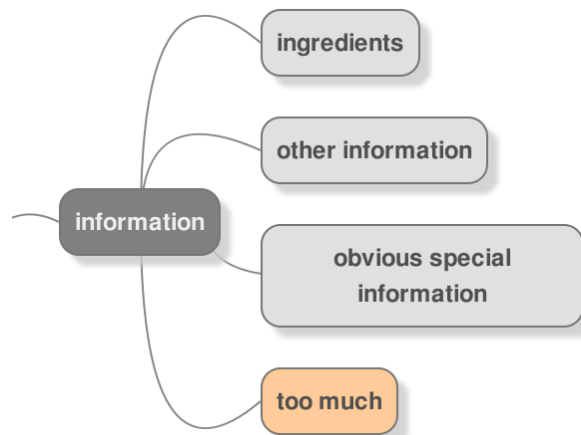 ingredients
other information
information
obvious special
information
too much